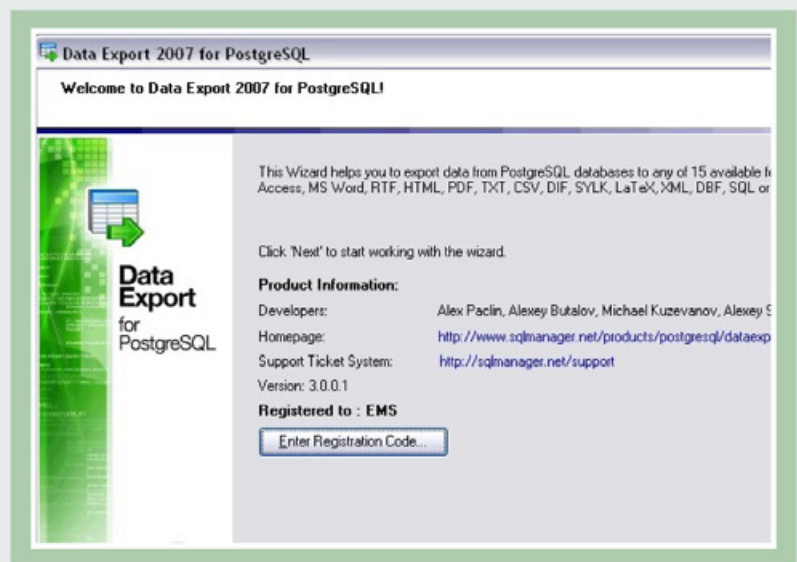 Data Export 2007 for PostgreSQL
Welcome to Data Export 2007 for PostgreSQL!
This Wizard helps you to export data from PostgreSQL databases to any of 15 available
Access, MS Word, RTF, HTML, PDF, TXT, CSV, DIF, SYLK, LaTeX, XML, DBF, SQL or
Click 'Next' to start working with the wizard.
Data
Export
for
PostgreSQL
Product Information:
Developers: Alex Paclin, Alexey Butalov, Michael Kuzevanov, Alexey
Homepage: http://www.sqlmanager.net/products/postgresql/dataexp
Support Ticket System: http://sqlmanager.net/support
Version: 3.0.0.1
Registered to : EMS
Enter Registration Code...